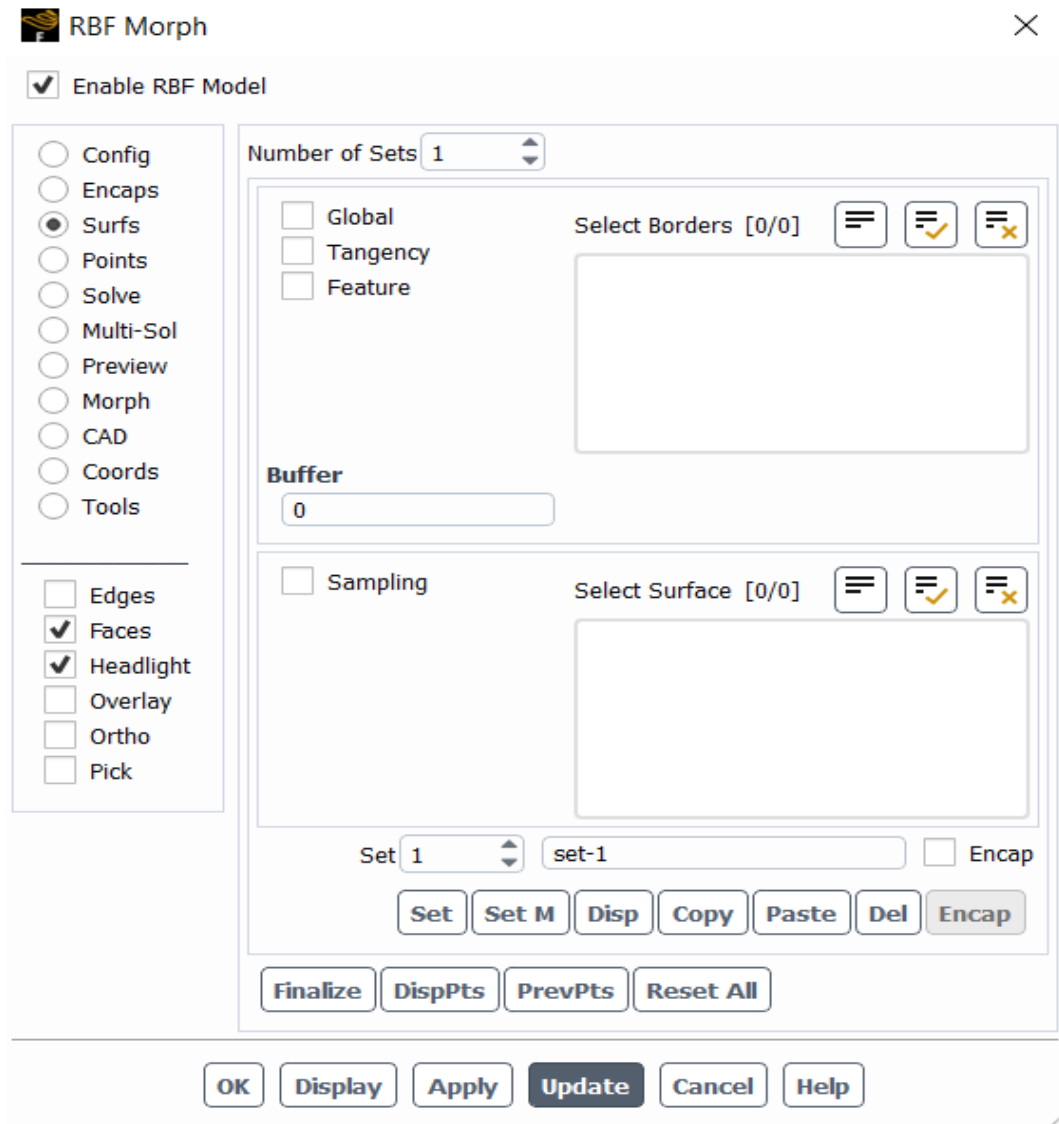 RBF Morph
F
Enable RBF Model
Config
Encaps
Surfs
Points
Solve
Multi-Sol
Preview
Morph
CAD
Coords
Tools
Edges
Faces
Headlight
Overlay
Ortho
Pick
Number of Sets 1
Global
Tangency
Feature
Select Borders [0/0]
Buffer
0
Sampling
Select Surface [0/0]
Set 1 set-1 Encap
Set Set M Disp Copy Paste Del Encap
Finalize DispPts PrevPts Reset All
OK Display Apply Update Cancel Help